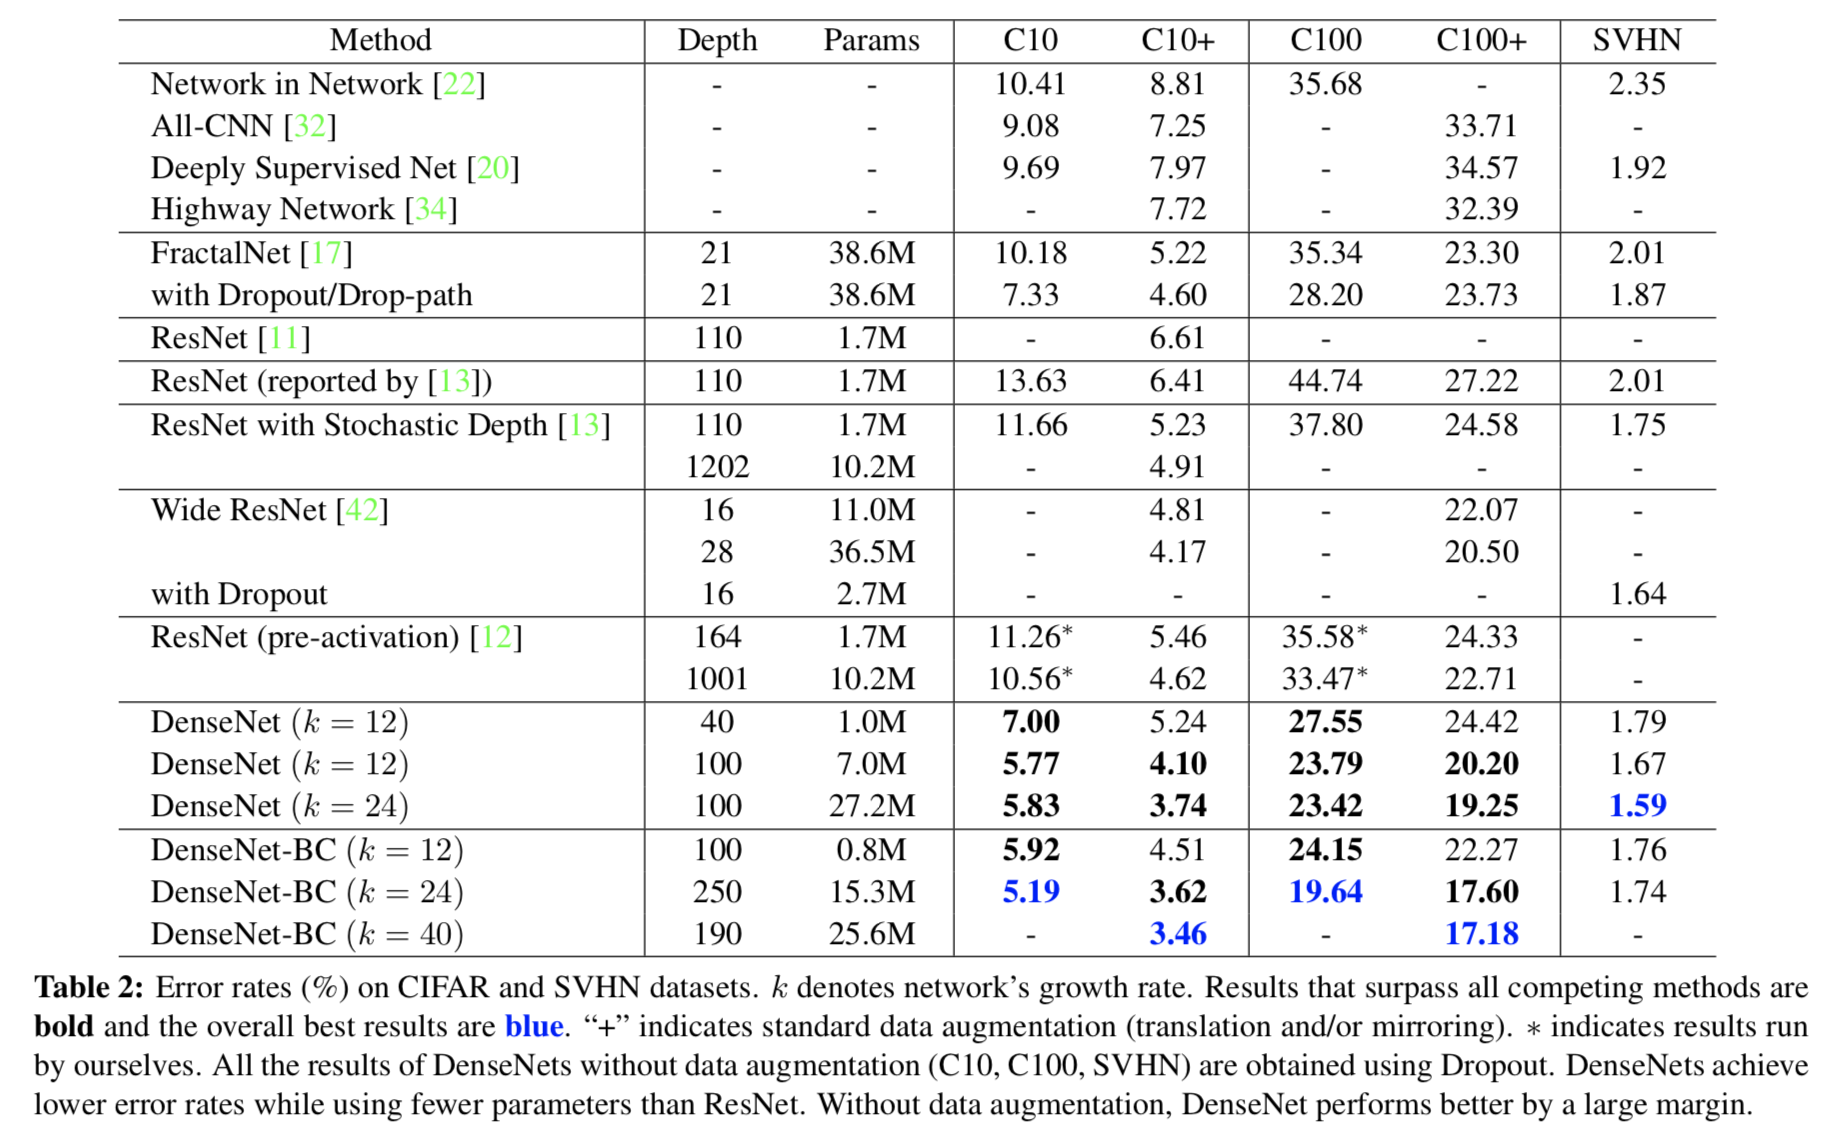 Method Depth Params C10 C10+ C100 C100+ SVHN
Network in Network [22] - - 10.41 8.81 35.68 - 2.35
All-CNN [32] - - 9.08 7.25 - 33.71 -
Deeply Supervised Net [20] - - 9.69 7.97 - 34.57 1.92
Highway Network [34] - - - 7.72 - 32.39 -
FractalNet [17] 21 38.6M 10.18 5.22 35.34 23.30 2.01
with Dropout/Drop-path 21 38.6M 7.33 4.60 28.20 23.73 1.87
ResNet [11] 110 1.7M - 6.61 - - -
ResNet (reported by [13]) 110 1.7M 13.63 6.41 44.74 27.22 2.01
ResNet with Stochastic Depth [13] 110 1.7M 11.66 5.23 37.80 24.58 1.75
1202 10.2M - 4.91 - - -
Wide ResNet [42] 16 11.0M - 4.81 - 22.07 -
28 36.5M - 4.17 - 20.50 -
with Dropout 16 2.7M - - - - 1.64
ResNet (pre-activation) [12] 164 1.7M 11.26* 5.46 35.58* 24.33 -
1001 10.2M 10.56* 4.62 33.47* 22.71 -
DenseNet (k = 12) 40 1.0M 7.00 5.24 27.55 24.42 1.79
DenseNet (k = 12) 100 7.0M 5.77 4.10 23.79 20.20 1.67
DenseNet (k = 24) 100 27.2M 5.83 3.74 23.42 19.25 1.59
DenseNet-BC (k = 12) 100 0.8M 5.92 4.51 24.15 22.27 1.76
DenseNet-BC (k = 24) 250 15.3M 5.19 3.62 19.64 17.60 1.74
DenseNet-BC (k = 40) 190 25.6M - 3.46 - 17.18 -
Table 2: Error rates (%) on CIFAR and SVHN datasets. k denotes network's growth rate. Results that surpass all competing methods are
bold and the overall best results are blue. “+” indicates standard data augmentation (translation and/or mirroring). * indicates results run
by ourselves. All the results of DenseNets without data augmentation (C10, C100, SVHN) are obtained using Dropout. DenseNets achieve
lower error rates while using fewer parameters than ResNet. Without data augmentation, DenseNet performs better by a large margin.